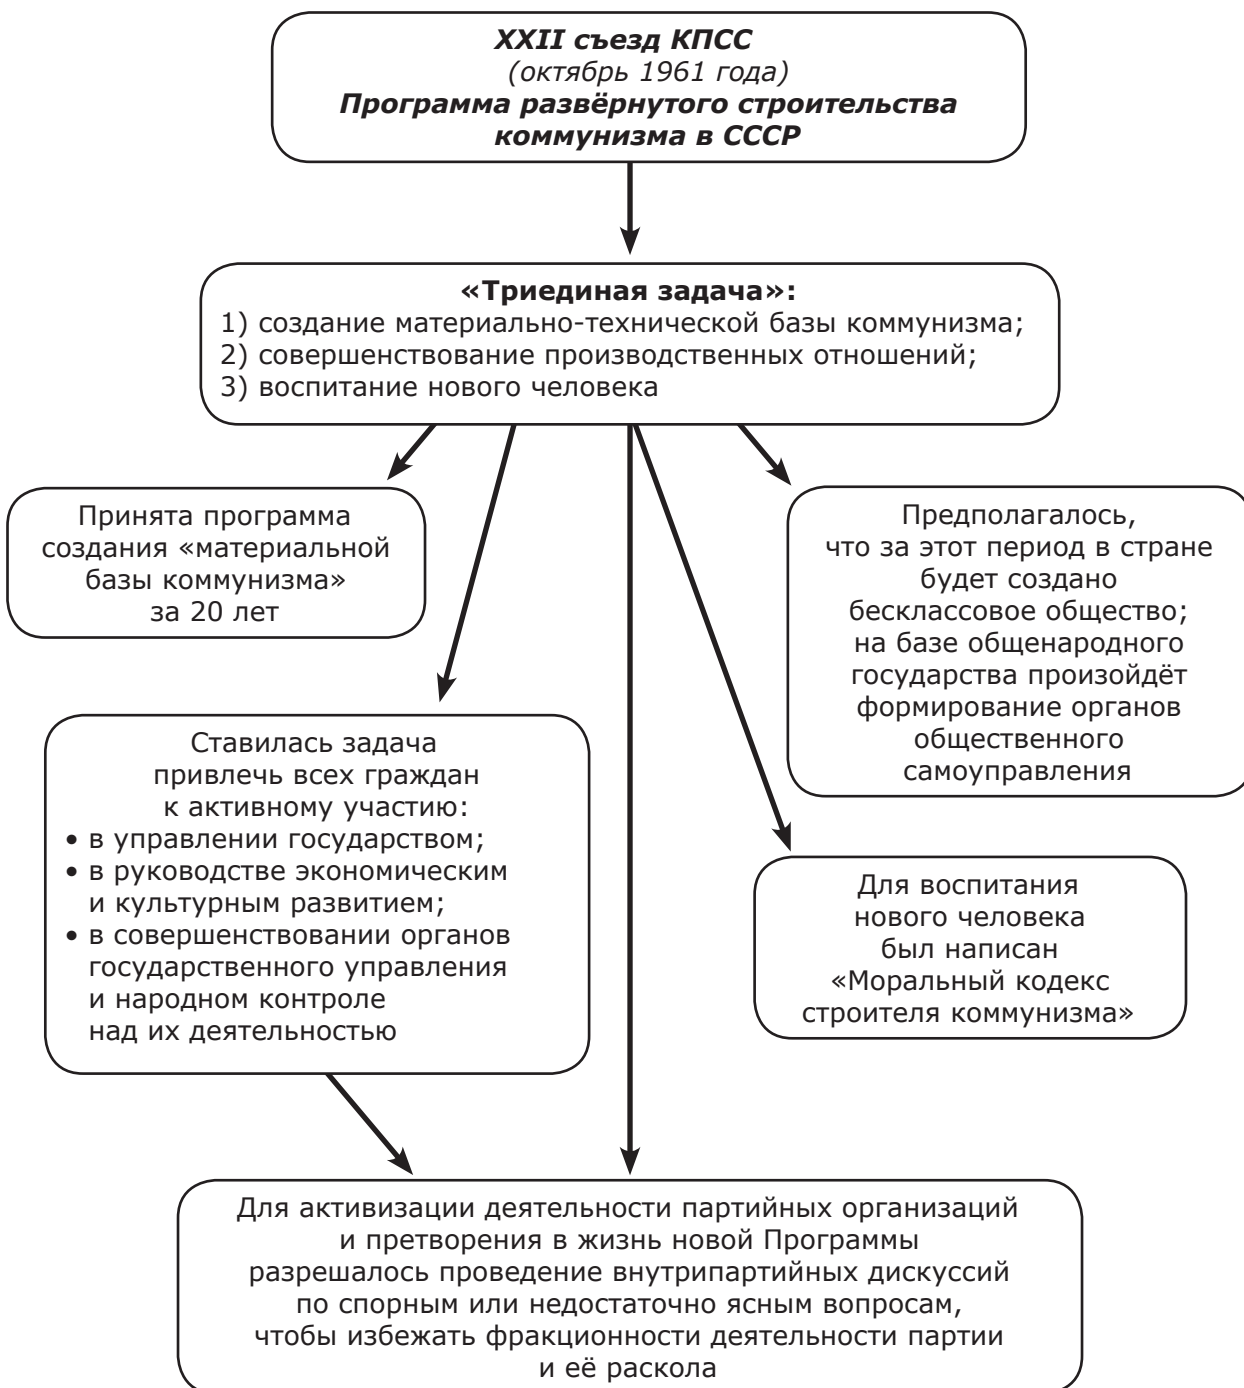 XXII съезд КПСС
(октябрь 1961 года)
Программа развёрнутого строительства
коммунизма в СССР
«Триединая задача»:
1) создание материально-технической базы коммунизма;
2) совершенствование производственных отношений;
3) воспитание нового человека
Принята программа
создания «материальной
базы коммунизма»
за 20 лет
Предполагалось,
что за этот период в стране
будет создано
бесклассовое общество;
на базе общенародного
государства произойдёт
формирование органов
общественного
самоуправления
Ставилась задача
привлечь всех граждан
к активному участию:
• в управлении государством;
• в руководстве экономическим
и культурным развитием;
• в совершенствовании органов
государственного управления
и народном контроле
над их деятельностью
Для воспитания
нового человека
был написан
«Моральный кодекс
строителя коммунизма»
Для активизации деятельности партийных организаций
и претворения в жизнь новой Программы
разрешалось проведение внутрипартийных дискуссий
по спорным или недостаточно ясным вопросам,
чтобы избежать фракционности деятельности партии
и её раскола